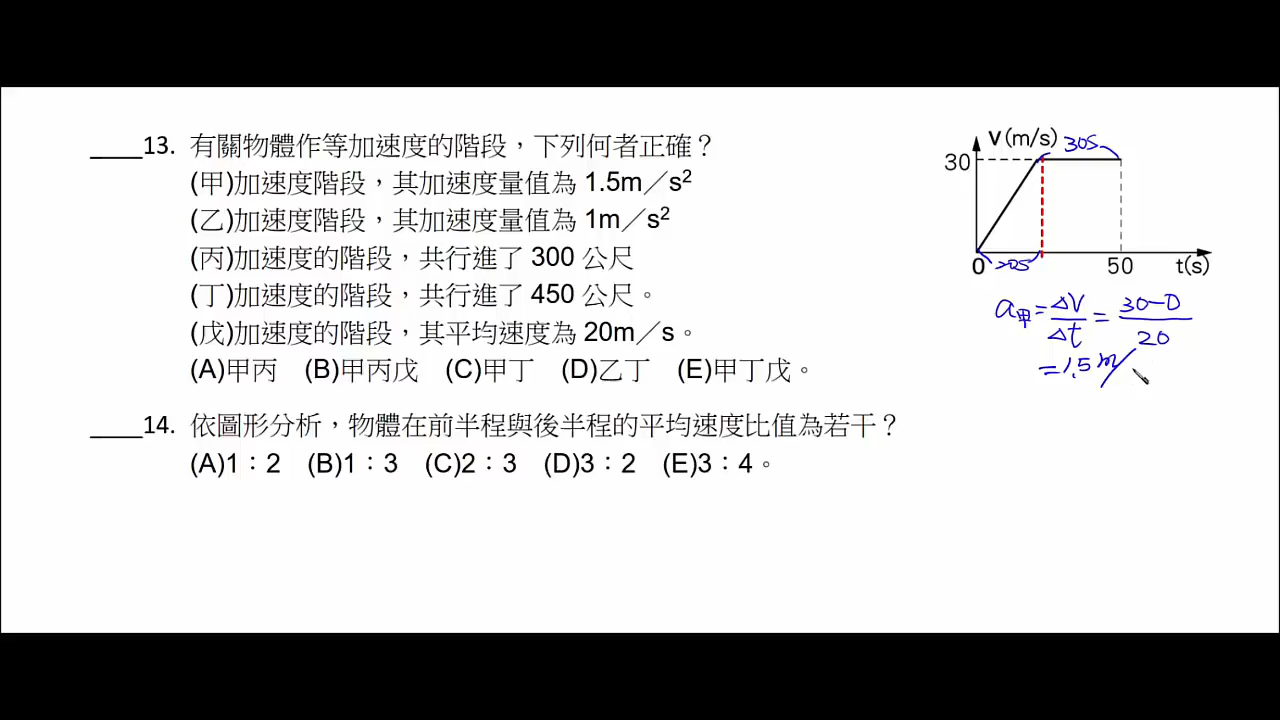 ____13. 有關物體作等加速度的階段，下列何者正確？
(甲)加速度階段，其加速度量值為 1.5m／s²
(乙)加速度階段，其加速度量值為 1m／s²
(丙)加速度的階段，共行進了 300 公尺
(丁)加速度的階段，共行進了 450 公尺。
(戊)加速度的階段，其平均速度為 20m／s。
(A)甲丙 (B)甲丙戊 (C)甲丁 (D)乙丁 (E)甲丁戊。
____14. 依圖形分析，物體在前半程與後半程的平均速度比值為若干？
(A)1：2 (B)1：3 (C)2：3 (D)3：2 (E)3：4。
V(m/s)
30S
30
20S
0
50
t(s)
a甲=ΔV/Δt=30-0/20
=1.5m/